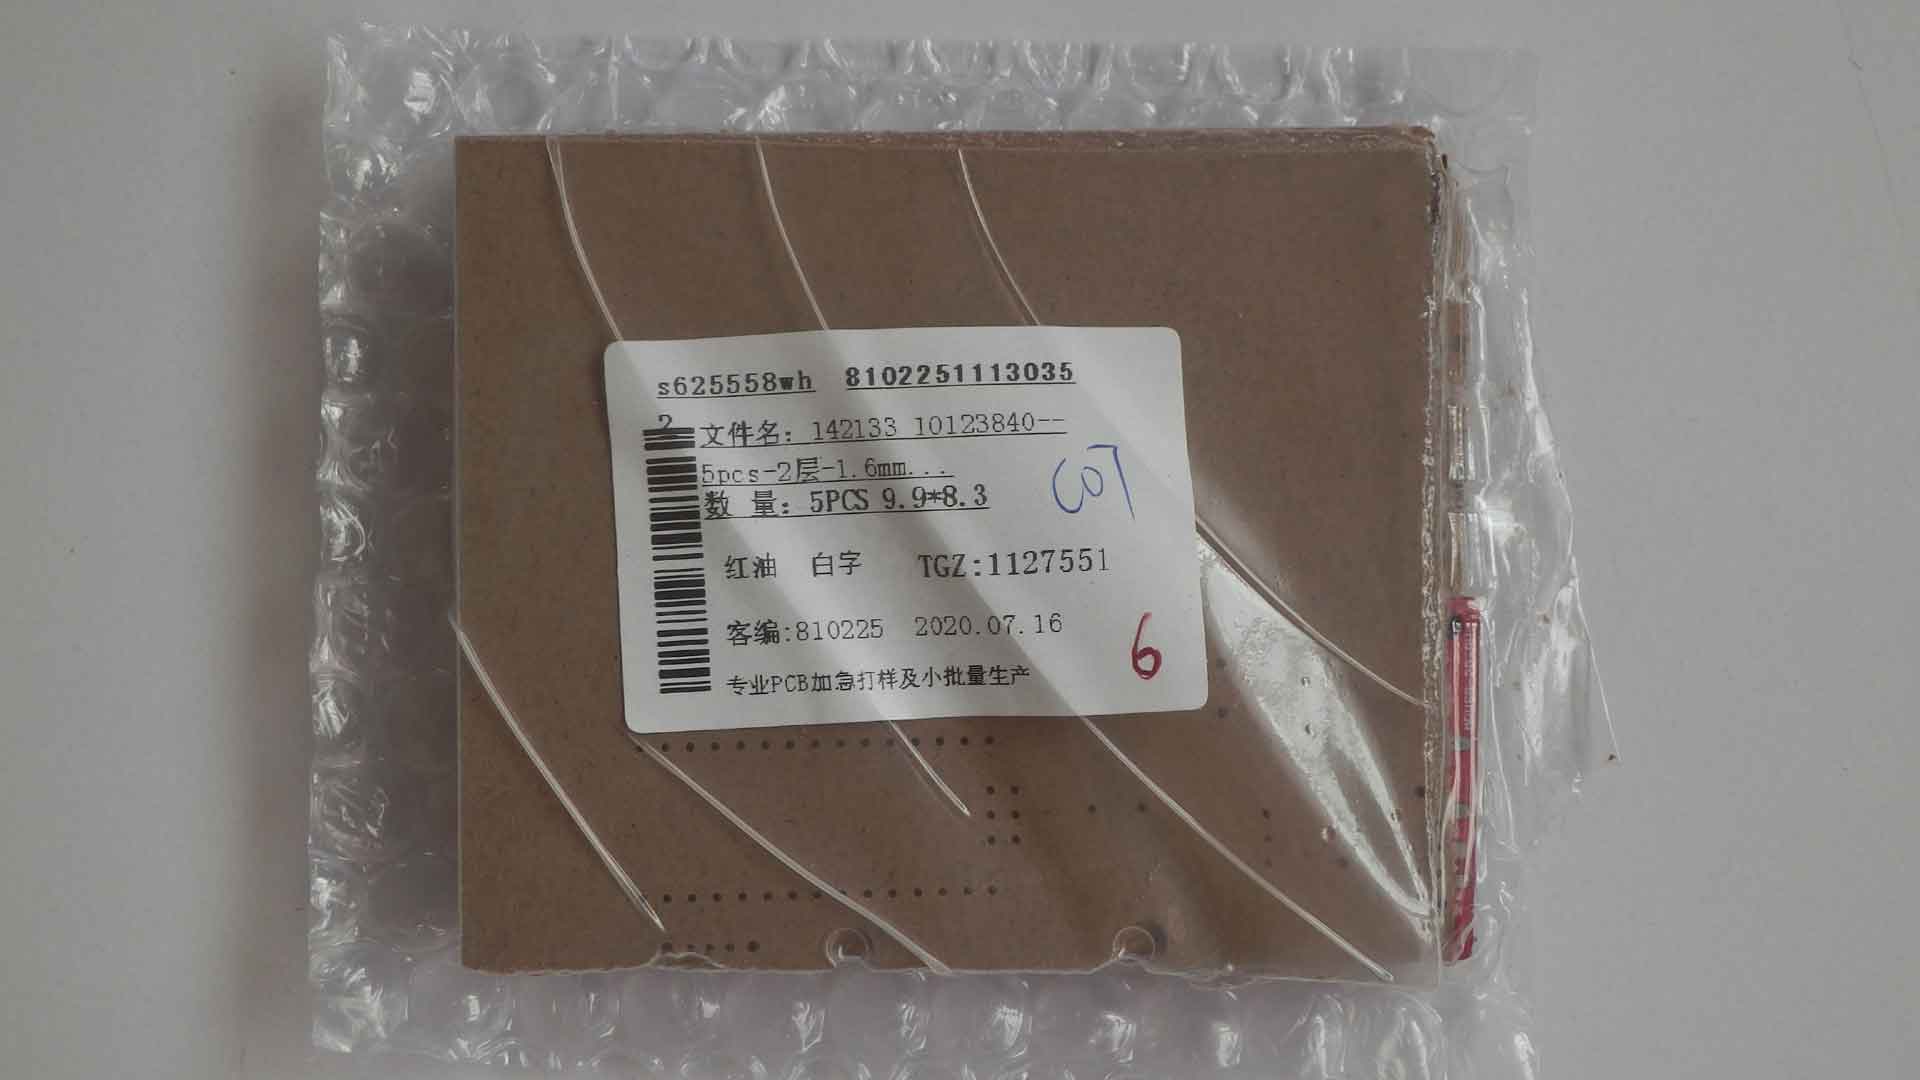 s625558wh 8102251113035
2
文件名: 142133 10123840--
5pcs-2层-1.6mm...
数 量: 5PCS 9.9*8.3
COT
红油 白字 TGZ:1127551
客编:810225 2020.07.16
6
专业PCB加急打样及小批量生产